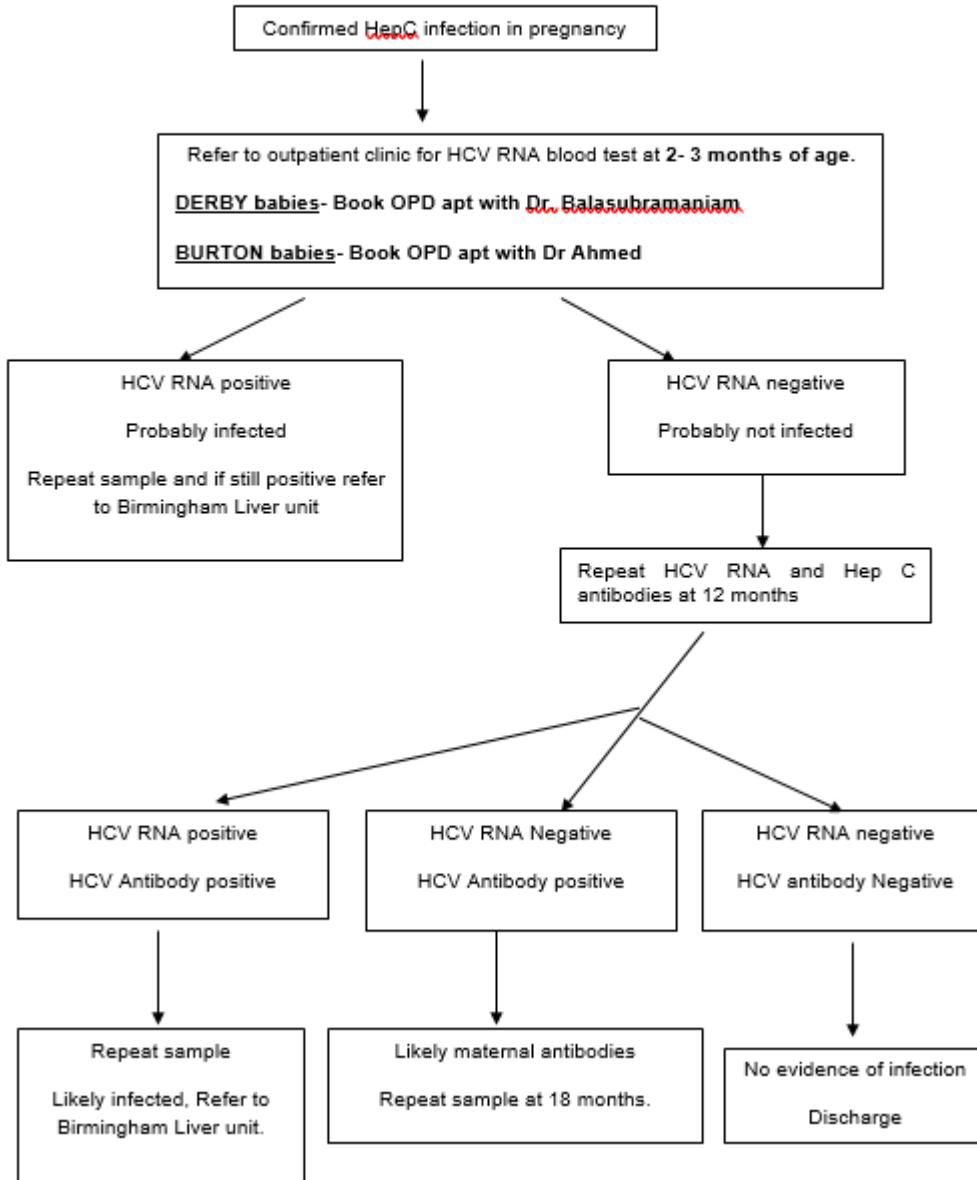 Confirmed HepC infection in pregnancy
Refer to outpatient clinic for HCV RNA blood test at 2- 3 months of age.
DERBY babies- Book OPD apt with Dr. Balasubramaniam
BURTON babies- Book OPD apt with Dr Ahmed
HCV RNA positive
Probably infected
Repeat sample and if still positive refer
to Birmingham Liver unit
HCV RNA negative
Probably not infected
Repeat HCV RNA and Hep C
antibodies at 12 months
HCV RNA positive
HCV Antibody positive
HCV RNA Negative
HCV Antibody positive
HCV RNA negative
HCV antibody Negative
Repeat sample
Likely infected, Refer to
Birmingham Liver unit.
Likely maternal antibodies
Repeat sample at 18 months.
No evidence of infection
Discharge